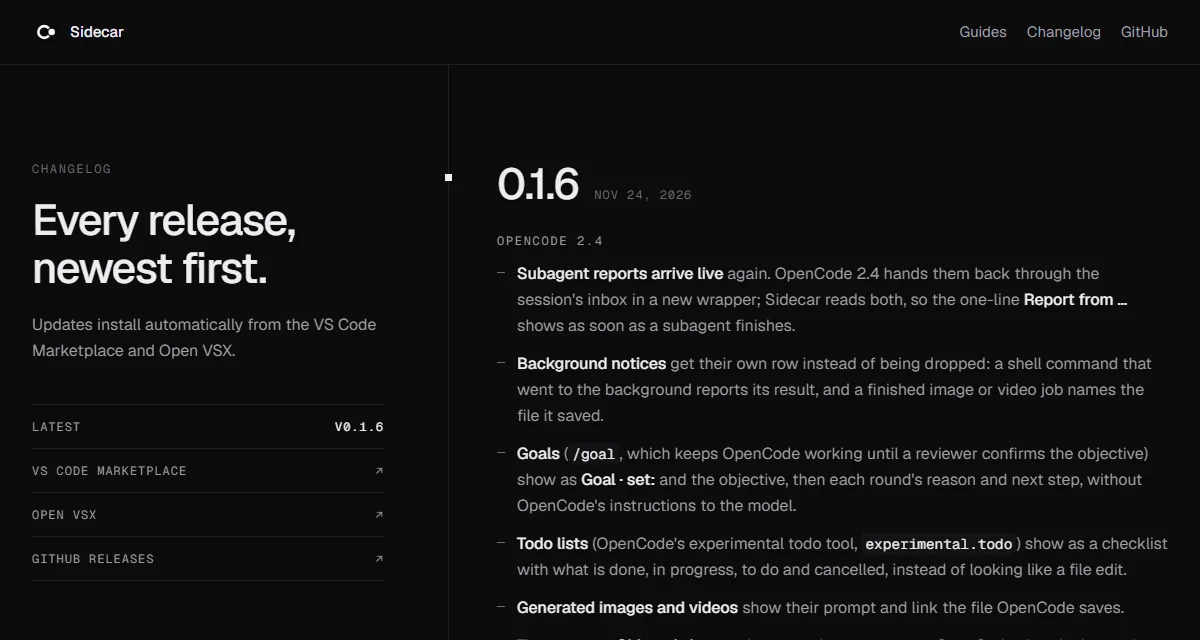 Sidecar
Guides
Changelog
GitHub
CHANGELOG
Every release,
newest first.
Updates install automatically from the VS Code
Marketplace and Open VSX.
LATEST V0.1.6
VS CODE MARKETPLACE ↗
OPEN VSX ↗
GITHUB RELEASES ↗
0.1.6 NOV 24, 2026
OPENCODE 2.4
– Subagent reports arrive live again. OpenCode 2.4 hands them back through the
session's inbox in a new wrapper; Sidecar reads both, so the one-line Report from …
shows as soon as a subagent finishes.
– Background notices get their own row instead of being dropped: a shell command that
went to the background reports its result, and a finished image or video job names the
file it saved.
– Goals ( /goal , which keeps OpenCode working until a reviewer confirms the objective)
show as Goal · set: and the objective, then each round's reason and next step, without
OpenCode's instructions to the model.
– Todo lists (OpenCode's experimental todo tool, experimental.todo ) show as a checklist
with what is done, in progress, to do and cancelled, instead of looking like a file edit.
– Generated images and videos show their prompt and link the file OpenCode saves.